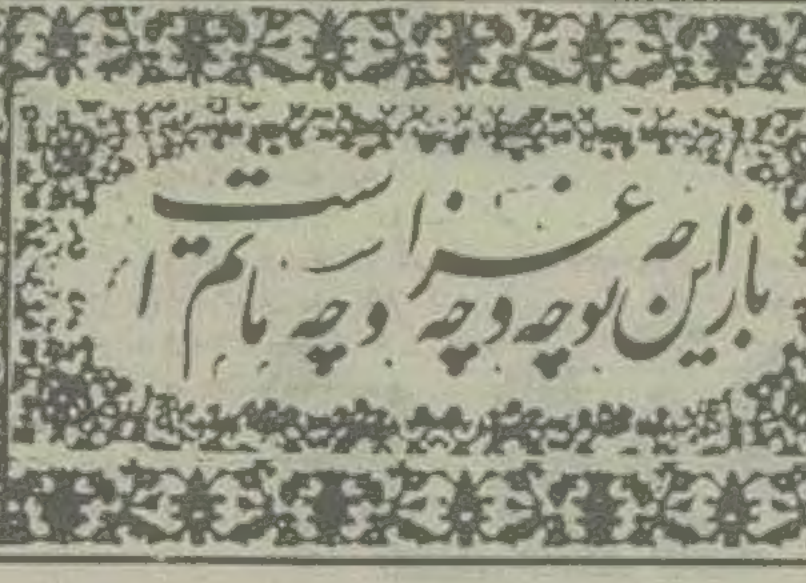 باز این چه نوحه و چه عزا و چه ماتم است